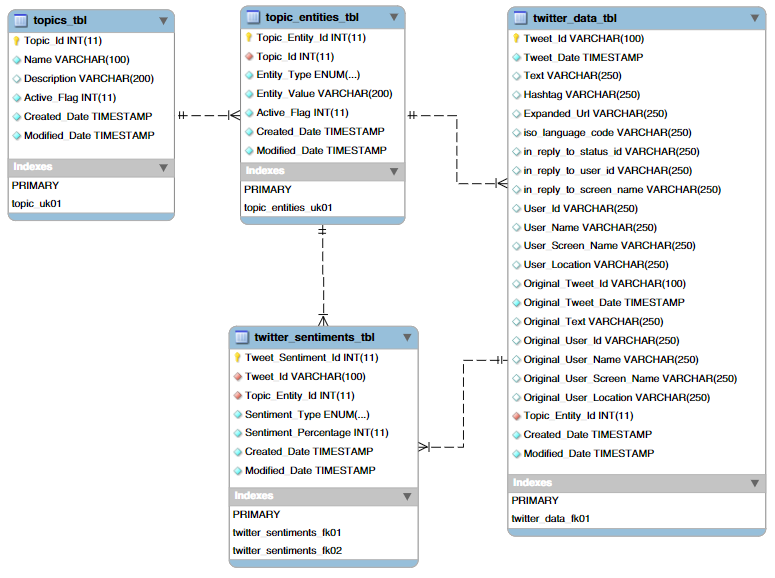 topics_tbl
Topic_Id INT(11)
Name VARCHAR(100)
Description VARCHAR(200)
Active_Flag INT(11)
Created_Date TIMESTAMP
Modified_Date TIMESTAMP
Indexes
PRIMARY
topic_uk01
topic_entities_tbl
Topic_Entity_Id INT(11)
Topic_Id INT(11)
Entity_Type ENUM(...)
Entity_Value VARCHAR(200)
Active_Flag INT(11)
Created_Date TIMESTAMP
Modified_Date TIMESTAMP
Indexes
PRIMARY
topic_entities_uk01
twitter_data_tbl
Tweet_Id VARCHAR(100)
Tweet_Date TIMESTAMP
Text VARCHAR(250)
Hashtag VARCHAR(250)
Expanded_Url VARCHAR(250)
iso_language_code VARCHAR(250)
in_reply_to_status_id VARCHAR(250)
in_reply_to_user_id VARCHAR(250)
in_reply_to_screen_name VARCHAR(250)
User_Id VARCHAR(250)
User_Name VARCHAR(250)
User_Screen_Name VARCHAR(250)
User_Location VARCHAR(250)
Original_Tweet_Id VARCHAR(100)
Original_Tweet_Date TIMESTAMP
Original_Text VARCHAR(250)
Original_User_Id VARCHAR(250)
Original_User_Name VARCHAR(250)
Original_User_Screen_Name VARCHAR(250)
Original_User_Location VARCHAR(250)
Topic_Entity_Id INT(11)
Created_Date TIMESTAMP
Modified_Date TIMESTAMP
Indexes
PRIMARY
twitter_data_fk01
twitter_sentiments_tbl
Tweet_Sentiment_Id INT(11)
Tweet_Id VARCHAR(100)
Topic_Entity_Id INT(11)
Sentiment_Type ENUM(...)
Sentiment_Percentage INT(11)
Created_Date TIMESTAMP
Modified_Date TIMESTAMP
Indexes
PRIMARY
twitter_sentiments_fk01
twitter_sentiments_fk02